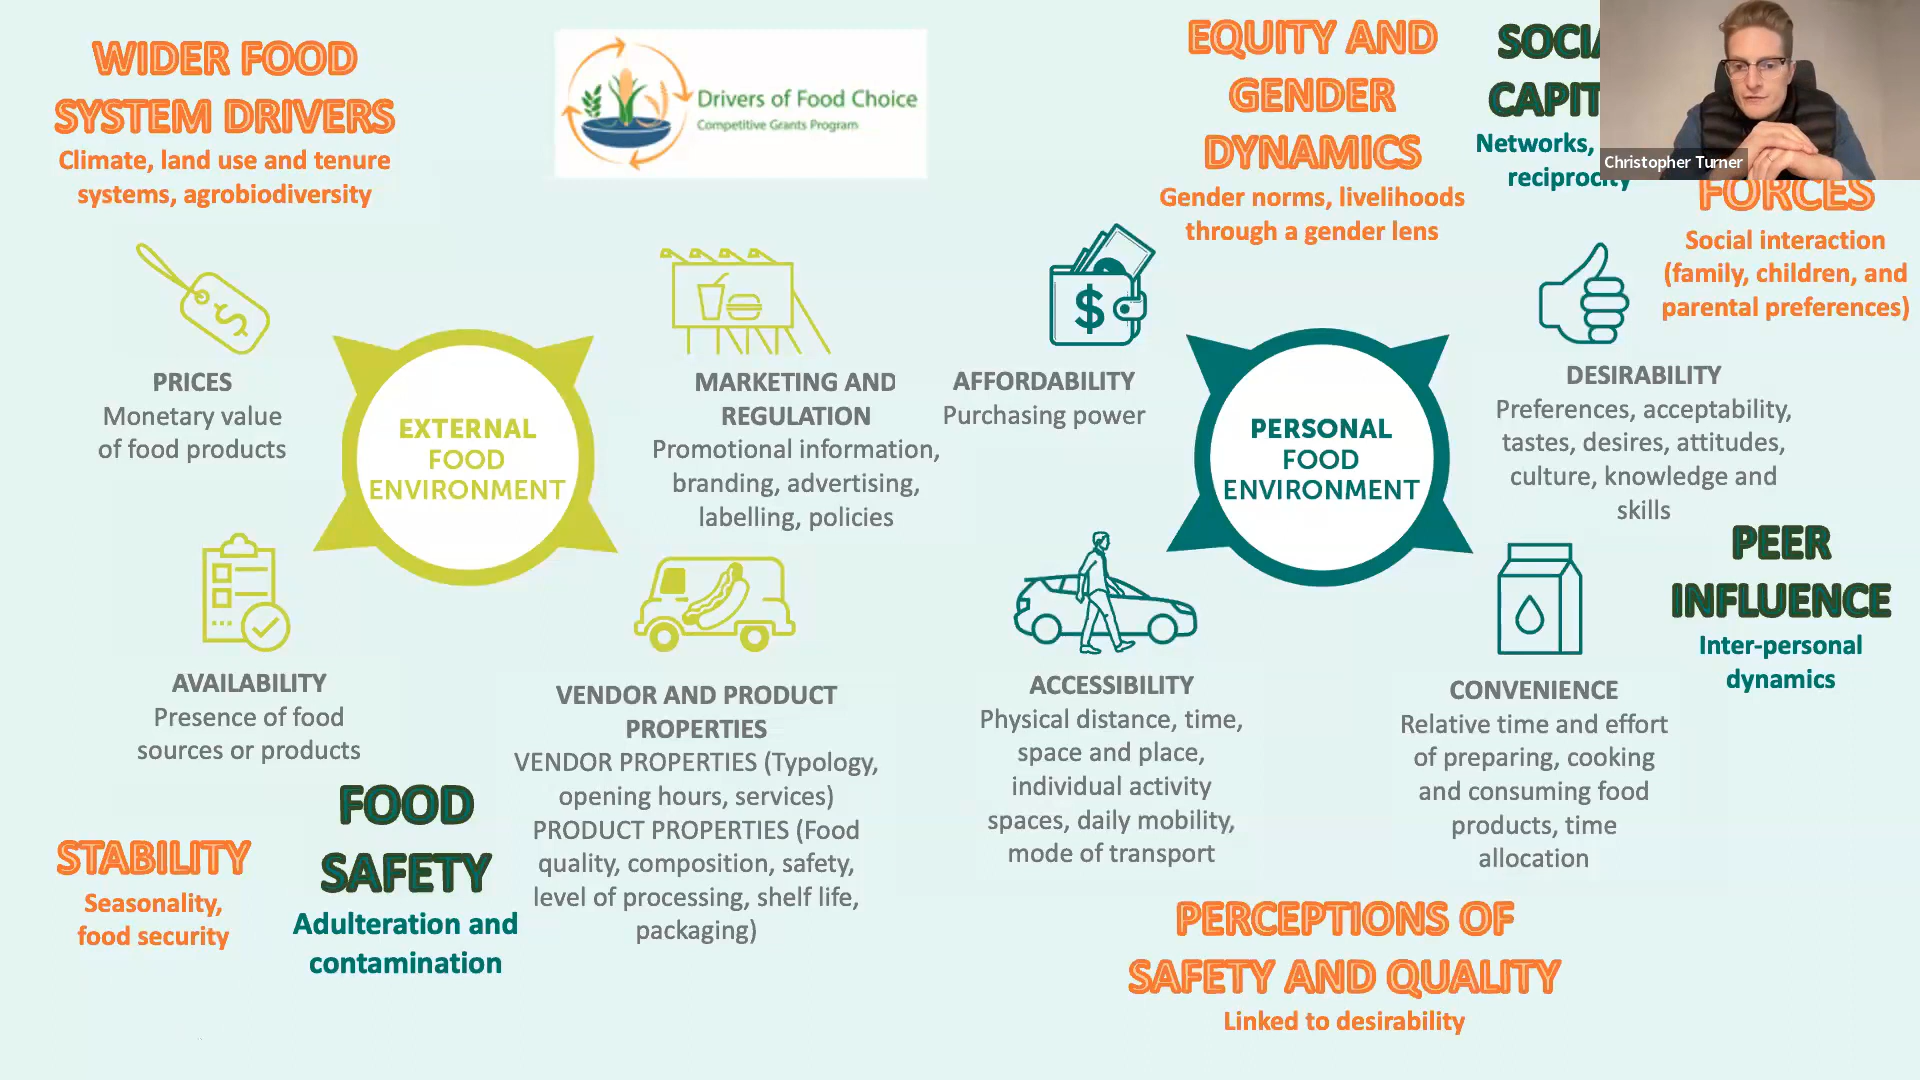 WIDER FOOD
SYSTEM DRIVERS
Climate, land use and tenure
systems, agrobiodiversity
Drivers of Food Choice
Competitive Grants Program
EQUITY AND
GENDER
DYNAMICS
Gender norms, livelihoods
through a gender lens
Networks,
reciprocity
Christopher Turner
FORCES
Social interaction
(family, children, and
parental preferences)
PRICES
Monetary value
of food products
EXTERNAL
FOOD
ENVIRONMENT
MARKETING AND
REGULATION
Promotional information,
branding, advertising,
labelling, policies
AVAILABILITY
Presence of food
sources or products
VENDOR AND PRODUCT
PROPERTIES
VENDOR PROPERTIES (Typology,
opening hours, services)
PRODUCT PROPERTIES (Food
quality, composition, safety,
level of processing, shelf life,
packaging)
STABILITY
Seasonality,
food security
FOOD
SAFETY
Adulteration and
contamination
$
AFFORDABILITY
Purchasing power
PERSONAL
FOOD
ENVIRONMENT
DESIRABILITY
Preferences, acceptability,
tastes, desires, attitudes,
culture, knowledge and
skills
PEER
INFLUENCE
Inter-personal
dynamics
ACCESSIBILITY
Physical distance, time,
space and place,
individual activity
spaces, daily mobility,
mode of transport
CONVENIENCE
Relative time and effort
of preparing, cooking
and consuming food
products, time
allocation
PERCEPTIONS OF
SAFETY AND QUALITY
Linked to desirability